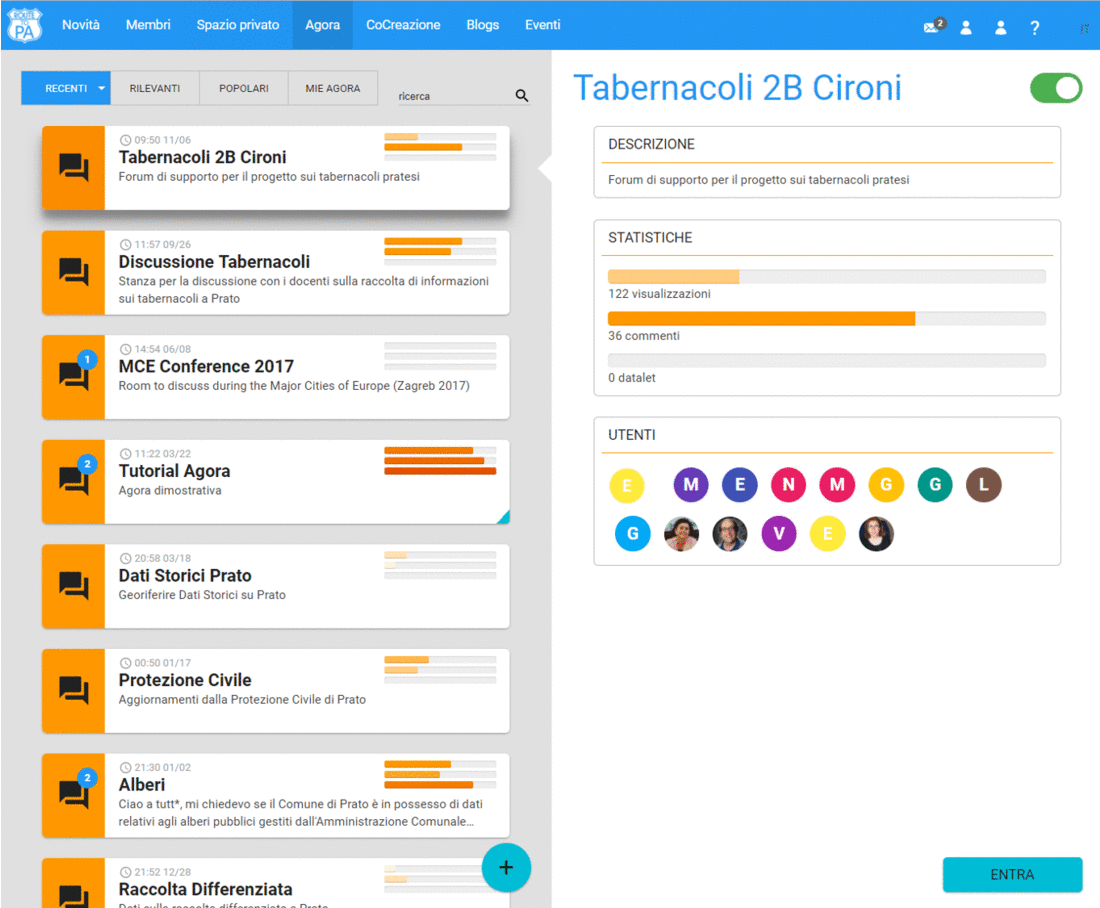 ROUTE
PA
Novità
Membri
Spazio privato
Agora
CoCreazione
Blogs
Eventi
2
?
RECENTI
RILEVANTI
POPOLARI
MIE AGORA
ricerca
09:50 11/06
Tabernacoli 2B Cironi
Forum di supporto per il progetto sui tabernacoli pratesi
11:57 09/26
Discussione Tabernacoli
Stanza per la discussione con i docenti sulla raccolta di informazioni
sui tabernacoli a Prato
1
14:54 06/08
MCE Conference 2017
Room to discuss during the Major Cities of Europe (Zagreb 2017)
2
11:22 03/22
Tutorial Agora
Agora dimostrativa
20:58 03/18
Dati Storici Prato
Georiferire Dati Storici su Prato
00:50 01/17
Protezione Civile
Aggiornamenti dalla Protezione Civile di Prato
2
21:30 01/02
Alberi
Ciao a tutt*, mi chiedevo se il Comune di Prato è in possesso di dati
relativi agli alberi pubblici gestiti dall'Amministrazione Comunale...
21:52 12/28
Raccolta Differenziata
Dati sulla raccolta differenziata a Prato
+
Tabernacoli 2B Cironi
DESCRIZIONE
Forum di supporto per il progetto sui tabernacoli pratesi
STATISTICHE
122 visualizzazioni
36 commenti
0 datalet
UTENTI
E M E N M G G L
G V E
ENTRA